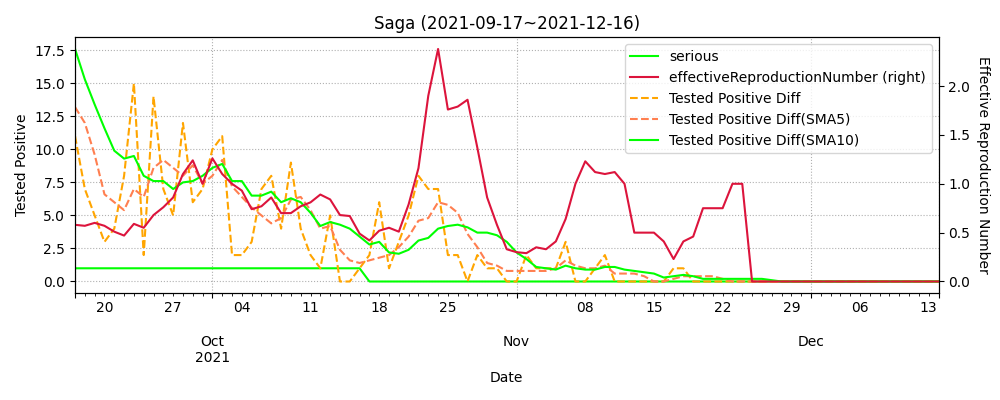 Saga (2021-09-17~2021-12-16)
serious
effectiveReproductionNumber (right)
Tested Positive Diff
Tested Positive Diff(SMA5)
Tested Positive Diff(SMA10)
Tested Positive
17.5
15.0
12.5
10.0
7.5
5.0
2.5
0.0
Effective Reproduction Number
2.0
1.5
1.0
0.5
0.0
20 27 04 11 18 25 08 15 22 29 06 13
Oct Nov Dec
2021
Date